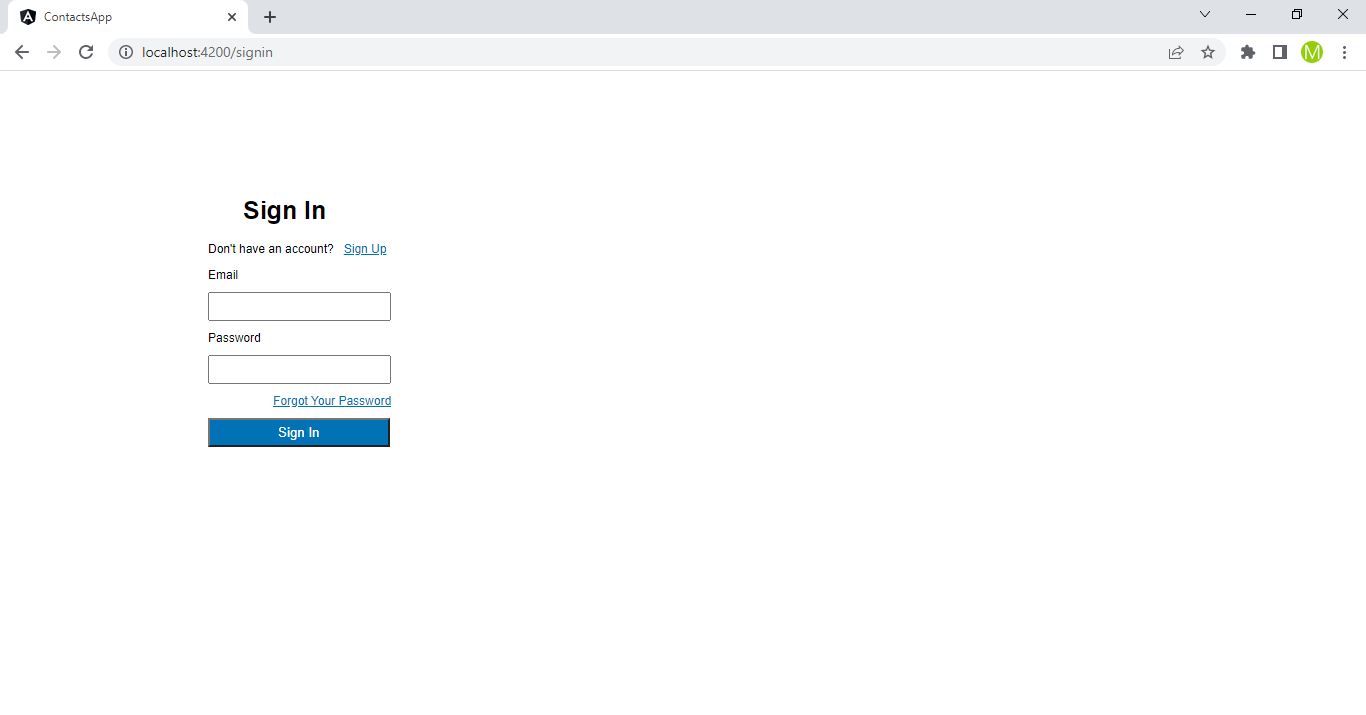 ContactsApp
localhost:4200/signin
M
Sign In
Don't have an account? Sign Up
Email
Password
Forgot Your Password
Sign In